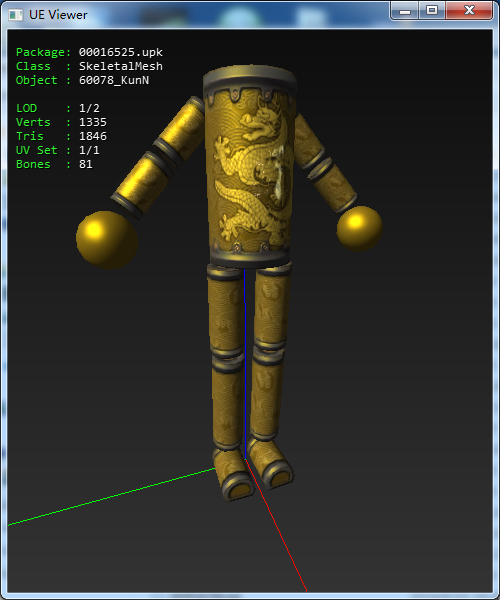 UE Viewer
Package: 00016525.upk
Class : SkeletalMesh
Object : 60078_KunN
LOD : 1/2
Verts : 1335
Tris : 1846
UV Set : 1/1
Bones : 81